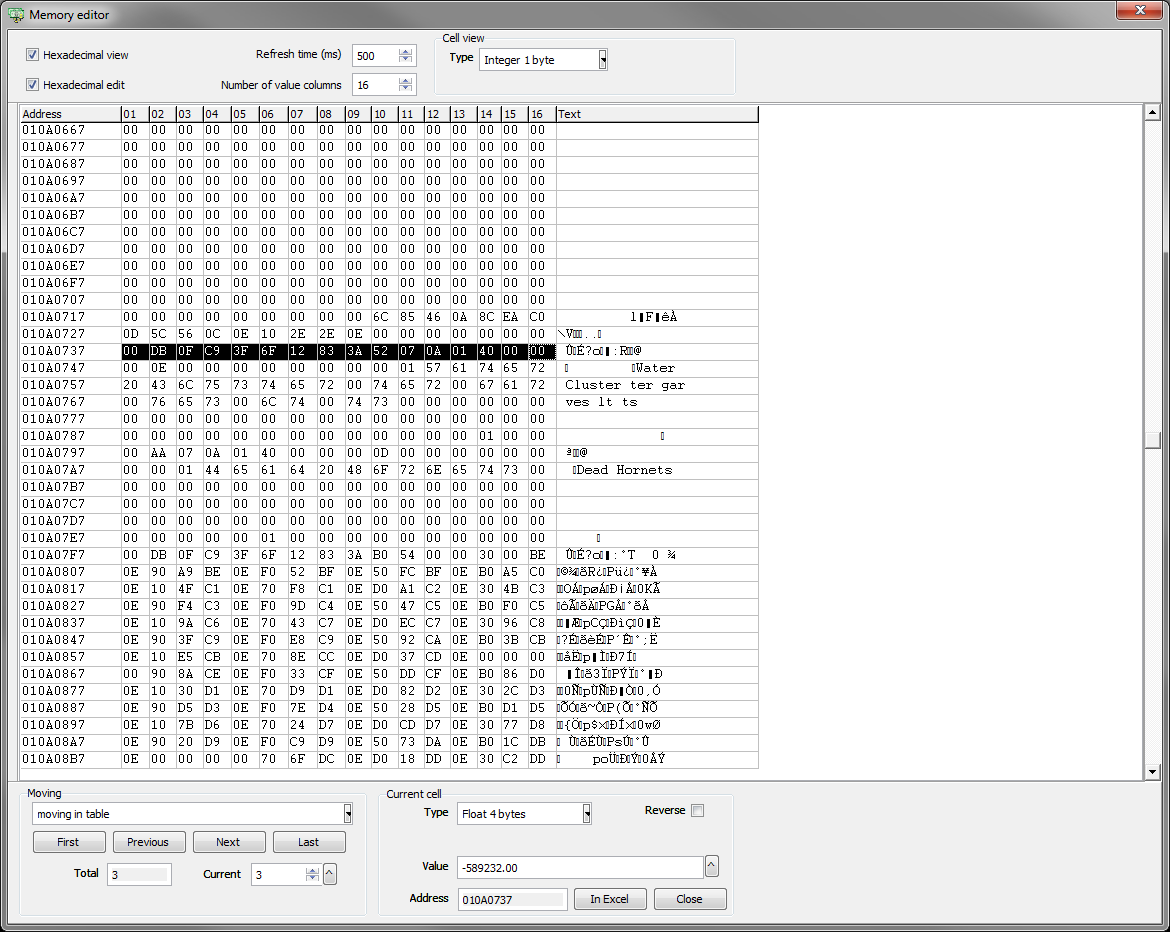 Memory editor
Hexadecimal view
Refresh time (ms) 500
Cell view
Type Integer 1 byte
Hexadecimal edit
Number of value columns 16
Address 01 02 03 04 05 06 07 08 09 10 11 12 13 14 15 16 Text
010A0667 00 00 00 00 00 00 00 00 00 00 00 00 00 00 00 00
010A0677 00 00 00 00 00 00 00 00 00 00 00 00 00 00 00 00
010A0687 00 00 00 00 00 00 00 00 00 00 00 00 00 00 00 00
010A0697 00 00 00 00 00 00 00 00 00 00 00 00 00 00 00 00
010A06A7 00 00 00 00 00 00 00 00 00 00 00 00 00 00 00 00
010A06B7 00 00 00 00 00 00 00 00 00 00 00 00 00 00 00 00
010A06C7 00 00 00 00 00 00 00 00 00 00 00 00 00 00 00 00
010A06D7 00 00 00 00 00 00 00 00 00 00 00 00 00 00 00 00
010A06E7 00 00 00 00 00 00 00 00 00 00 00 00 00 00 00 00
010A06F7 00 00 00 00 00 00 00 00 00 00 00 00 00 00 00 00
010A0707 00 00 00 00 00 00 00 00 00 00 00 00 00 00 00 00
010A0717 00 00 00 00 00 00 00 00 00 6C 85 46 0A 8C EA C0
010A0727 0D 5C 56 0C 0E 10 2E 2E 0E 00 00 00 00 00 00 00
010A0737 00 DB 0F C9 3F 6F 12 83 3A 52 07 0A 01 40 00 00
010A0747 00 0E 00 00 00 00 00 00 00 00 01 57 61 74 65 72 Water
010A0757 20 43 6C 75 73 74 65 72 00 74 65 72 00 67 61 72 Cluster ter gar
010A0767 00 76 65 73 00 6C 74 00 74 73 00 00 00 00 00 00 ves lt ts
010A0777 00 00 00 00 00 00 00 00 00 00 00 00 00 00 00 00
010A0787 00 00 00 00 00 00 00 00 00 00 00 00 00 01 00 00
010A0797 00 AA 07 0A 01 40 00 00 00 0D 00 00 00 00 00 00
010A07A7 00 00 01 44 65 61 64 20 48 6F 72 6E 65 74 73 00 Dead Hornets
010A07B7 00 00 00 00 00 00 00 00 00 00 00 00 00 00 00 00
010A07C7 00 00 00 00 00 00 00 00 00 00 00 00 00 00 00 00
010A07D7 00 00 00 00 00 00 00 00 00 00 00 00 00 00 00 00
010A07E7 00 00 00 00 00 01 00 00 00 00 00 00 00 00 00 00
010A07F7 00 DB 0F C9 3F 6F 12 83 3A B0 54 00 00 30 00 BE
010A0807 0E 90 A9 BE 0E F0 52 BF 0E 50 FC BF 0E B0 A5 C0
010A0817 0E 10 4F C1 0E 70 F8 C1 0E D0 A1 C2 0E 30 4B C3
010A0827 0E 90 F4 C3 0E F0 9D C4 0E 50 47 C5 0E B0 F0 C5
010A0837 0E 10 9A C6 0E 70 43 C7 0E D0 EC C7 0E 30 96 C8
010A0847 0E 90 3F C9 0E F0 E8 C9 0E 50 92 CA 0E B0 3B CB
010A0857 0E 10 E5 CB 0E 70 8E CC 0E D0 37 CD 0E 00 00 00
010A0867 00 90 8A CE 0E F0 33 CF 0E 50 DD CF 0E B0 86 D0
010A0877 0E 10 30 D1 0E 70 D9 D1 0E D0 82 D2 0E 30 2C D3
010A0887 0E 90 D5 D3 0E F0 7E D4 0E 50 28 D5 0E B0 D1 D5
010A0897 0E 10 7B D6 0E 70 24 D7 0E D0 CD D7 0E 30 77 D8
010A08A7 0E 90 20 D9 0E F0 C9 D9 0E 50 73 DA 0E B0 1C DB
010A08B7 0E 00 00 00 00 70 6F DC 0E D0 18 DD 0E 30 C2 DD
Moving
moving in table
First Previous Next Last
Total 3 Current 3
Current cell
Type Float 4 bytes Reverse
Value -589232.00
Address 010A0737 In Excel Close